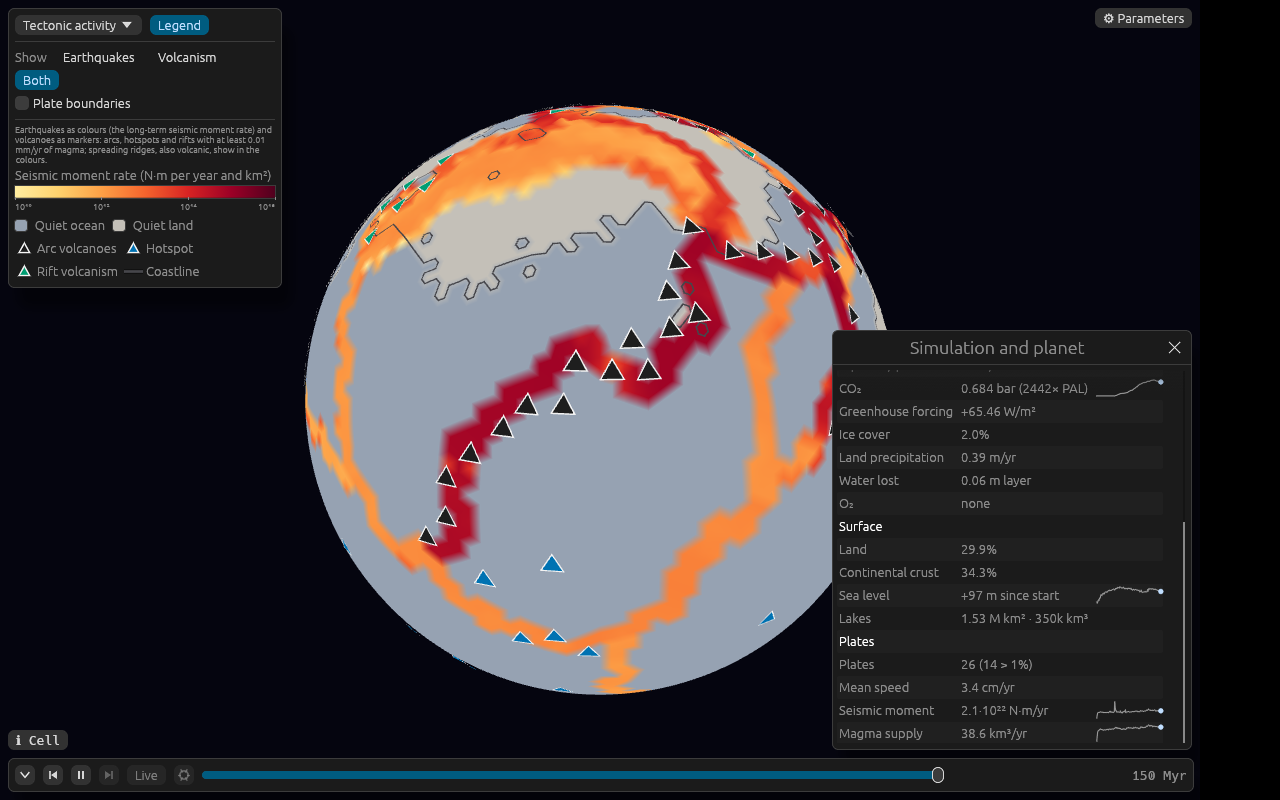 Tectonic activity
Legend
Show Earthquakes Volcanism
Both
Plate boundaries
Earthquakes as colours (the long-term seismic moment rate) and
volcanoes as markers: arcs, hotspots and rifts with at least 0.01
mm/yr of magma; spreading ridges, also volcanic, show in the
colours.
Seismic moment rate (N·m per year and km²)
Quiet ocean Quiet land
Arc volcanoes Hotspot
Rift volcanism Coastline
⚙ Parameters
Simulation and planet
CO₂ 0.684 bar (2442× PAL)
Greenhouse forcing +65.46 W/m²
Ice cover 2.0%
Land precipitation 0.39 m/yr
Water lost 0.06 m layer
O₂ none
Surface
Land 29.9%
Continental crust 34.3%
Sea level +97 m since start
Lakes 1.53 M km² · 350k km³
Plates
Plates 26 (14 > 1%)
Mean speed 3.4 cm/yr
Seismic moment 2.1·10²² N·m/yr
Magma supply 38.6 km³/yr
ℹ Cell
Live
150 Myr